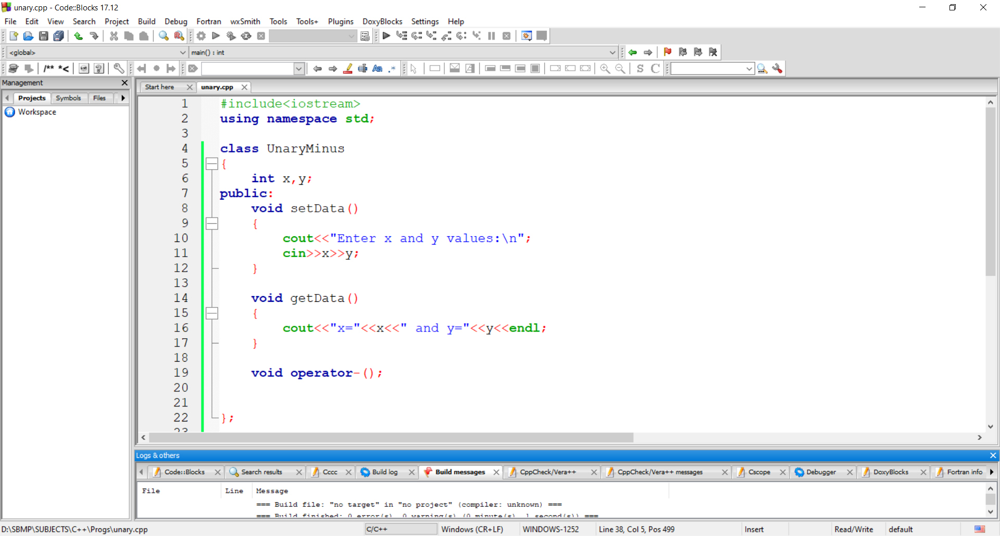 unary.cpp - Code::Blocks 17.12
File Edit View Search Project Build Debug Fortran wxSmith Tools Tools+ Plugins DoxyBlocks Settings Help
<global> main() : int
/** *< Aa .* S C
Management
Projects Symbols Files
Workspace
Start here unary.cpp
1 #include<iostream>
2 using namespace std;
3
4 class UnaryMinus
5 {
6 int x,y;
7 public:
8 void setData()
9 {
10 cout<<"Enter x and y values:\n";
11 cin>>x>>y;
12 }
13
14 void getData()
15 {
16 cout<<"x="<<x<<" and y="<<y<<endl;
17 }
18
19 void operator-();
20
21
22 };
23
Logs & others
Code::Blocks Search results Cccc Build log Build messages CppCheck/Vera++ CppCheck/Vera++ messages Cscope Debugger DoxyBlocks Fortran info
File Line Message
=== Build file: "no target" in "no project" (compiler: unknown) ===
=== Build finished: 0 error(s), 0 warning(s) (0 minute(s), 1 second(s)) ===
D:\SBMP\SUBJECTS\C++\Progs\unary.cpp C/C++ Windows (CR+LF) WINDOWS-1252 Line 38, Col 5, Pos 499 Insert Read/Write default